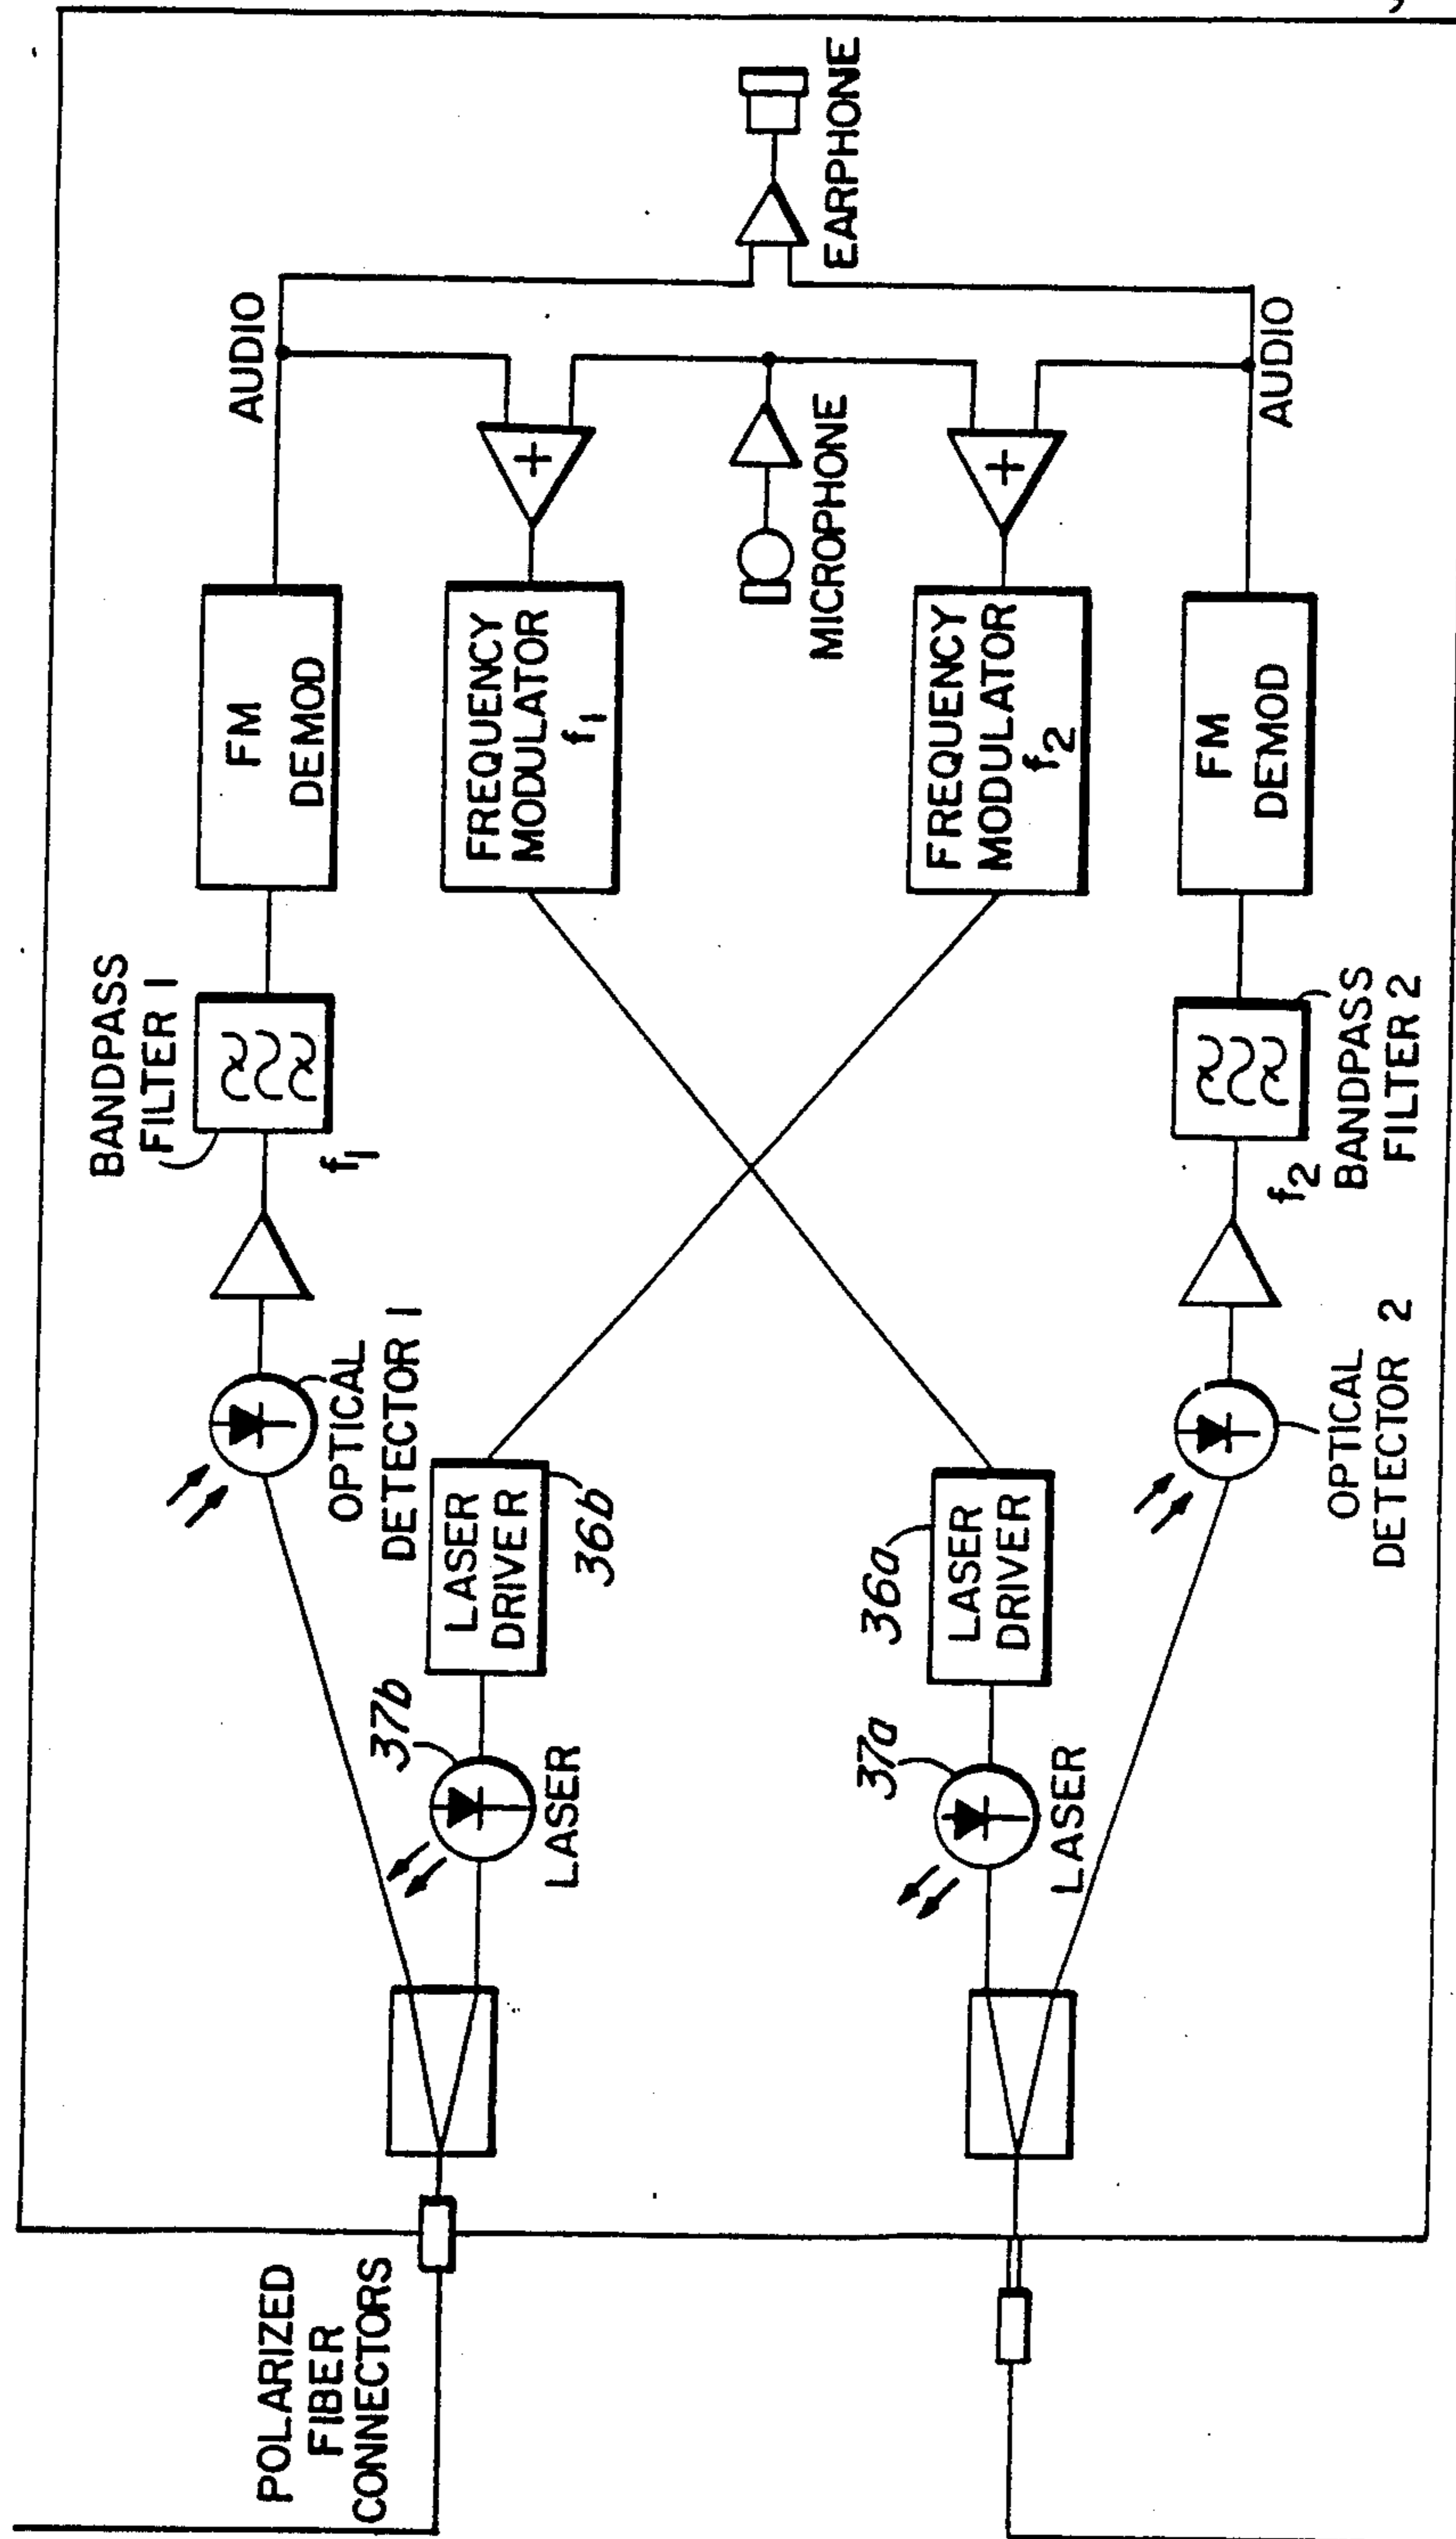 POLARIZED
FIBER
CONNECTORS
BANDPASS
FILTER 1
f1
OPTICAL
DETECTOR 1
FM
DEMOD
AUDIO
37b
LASER
LASER
DRIVER
36b
FREQUENCY
MODULATOR
f1
+
EARPHONE
MICROPHONE
37a
LASER
36a
LASER
DRIVER
FREQUENCY
MODULATOR
f2
+
OPTICAL
DETECTOR 2
f2
BANDPASS
FILTER 2
FM
DEMOD
AUDIO